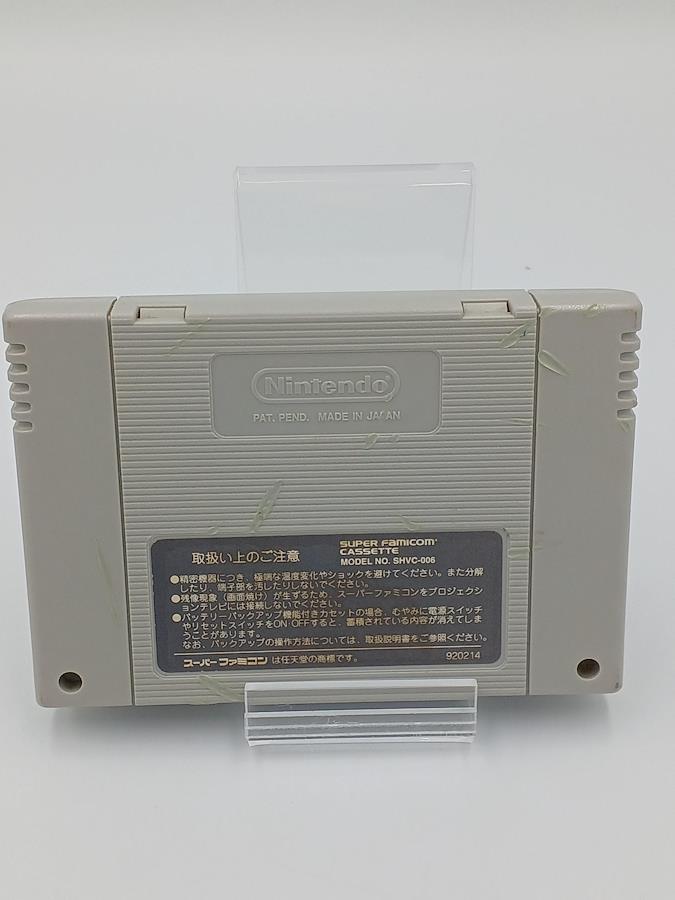 Nintendo
PAT. PEND. MADE IN JAPAN
取扱い上のご注意
SUPER FAMICOM
CASSETTE
MODEL NO. SHVC-006
●精密機器につき、極端な温度変化やショックを避けてください。また分解
したり、端子部を汚したりしないでください。
●残像現象（画面焼け）が生ずるため、スーパーファミコンをプロジェクシ
ョンテレビには接続しないでください。
●バッテリーバックアップ機能付きカセットの場合、むやみに電源スイッチ
やリセットスイッチをON・OFFすると、蓄積されている内容が消えてしま
うことがあります。
なお、バックアップの操作方法については、取扱説明書をご参照ください。
スーパーファミコン は任天堂の商標です。
920214